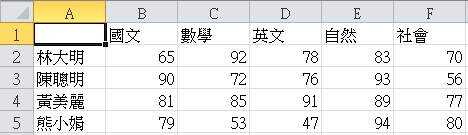 A B C D E F
1 國文 數學 英文 自然 社會
2 林大明 65 92 78 83 70
3 陳聰明 90 72 76 93 56
4 黃美麗 81 85 91 89 77
5 熊小娟 79 53 47 94 80